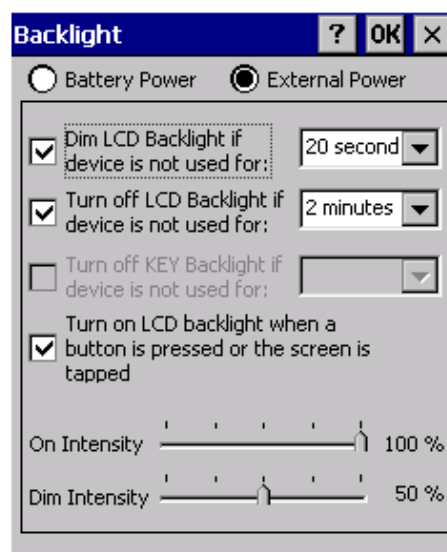 Backlight ? OK ×
Battery Power External Power
Dim LCD Backlight if
device is not used for:
20 second
Turn off LCD Backlight if
device is not used for:
2 minutes
Turn off KEY Backlight if
device is not used for:
Turn on LCD backlight when a
button is pressed or the screen is
tapped
On Intensity 100 %
Dim Intensity 50 %